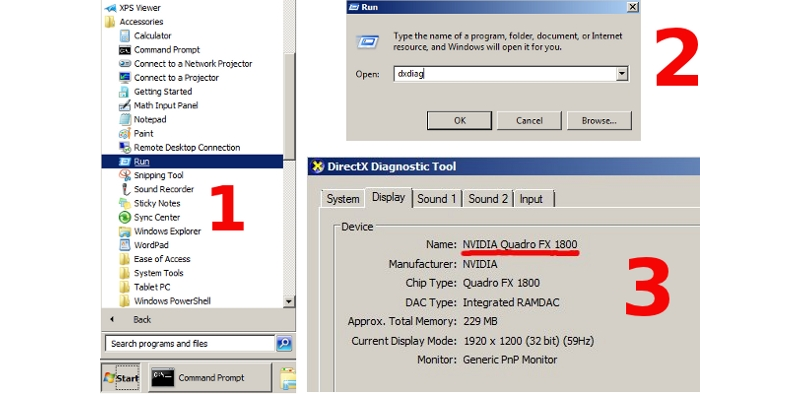 XPS Viewer
Accessories
Calculator
Command Prompt
Connect to a Network Projector
Connect to a Projector
Getting Started
Math Input Panel
Notepad
Paint
Remote Desktop Connection
Run
Snipping Tool
Sound Recorder
Sticky Notes
Sync Center
Windows Explorer
WordPad
Ease of Access
System Tools
Tablet PC
Windows PowerShell
Back
Search programs and files
Start
Command Prompt
1
Run
Type the name of a program, folder, document, or Internet
resource, and Windows will open it for you.
Open: dxdiag
OK Cancel Browse...
2
DirectX Diagnostic Tool
System Display Sound 1 Sound 2 Input
Device
Name: NVIDIA Quadro FX 1800
Manufacturer: NVIDIA
Chip Type: Quadro FX 1800
DAC Type: Integrated RAMDAC
Approx. Total Memory: 229 MB
Current Display Mode: 1920 x 1200 (32 bit) (59Hz)
Monitor: Generic PnP Monitor
3